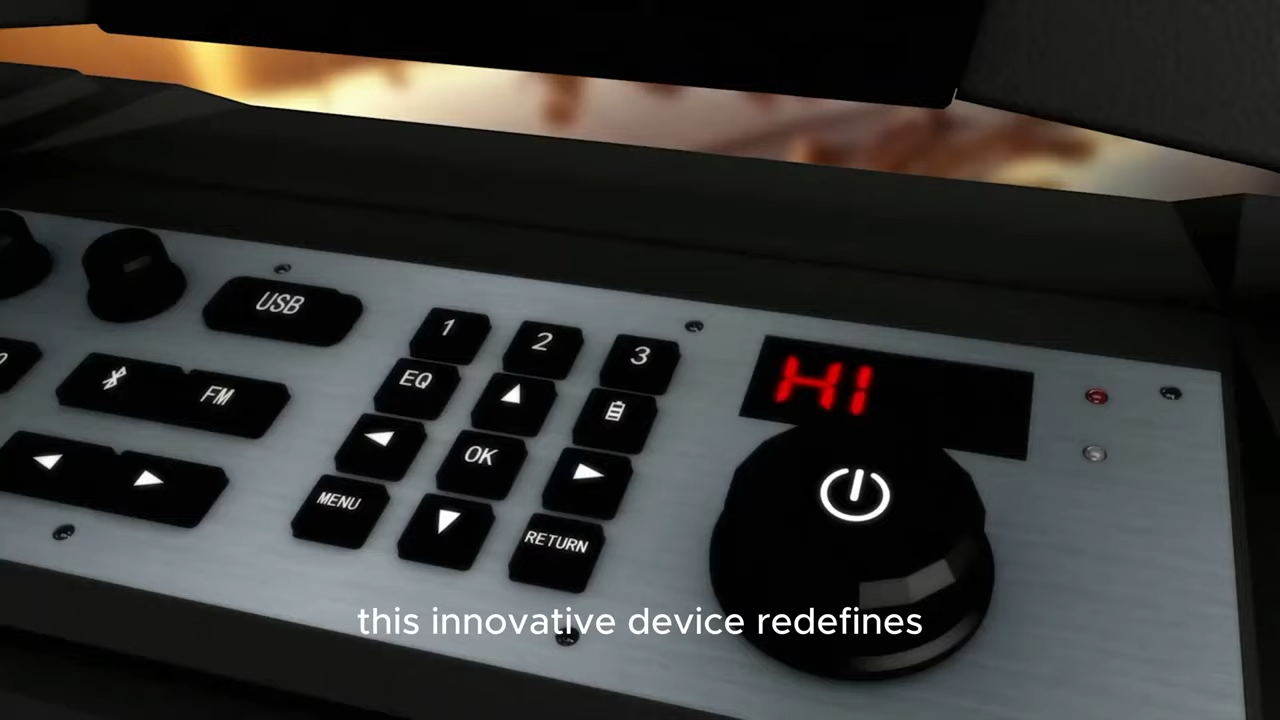 USB
FM
1
2
3
EQ
OK
MENU
RETURN
HI
this innovative device redefines